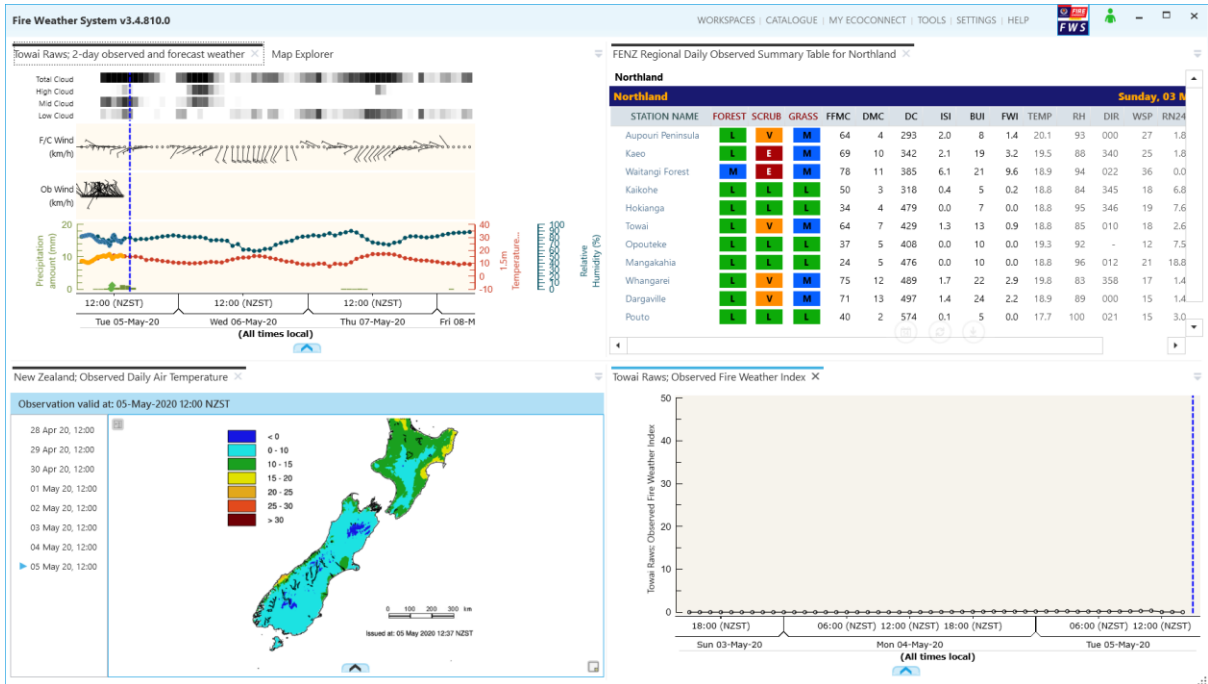 Fire Weather System v3.4.810.0
WORKSPACES | CATALOGUE | MY ECOCONNECT | TOOLS | SETTINGS | HELP
FIRE
FWS
Towai Raws; 2-day observed and forecast weather
Map Explorer
Total Cloud
High Cloud
Mid Cloud
Low Cloud
F/C Wind
(km/h)
Ob Wind
(km/h)
Precipitation
amount (mm)
20
10
0
40
30
20
10
0
-10
1.5m
Temperature...
100
90
80
70
60
50
40
30
20
10
0
Relative
Humidity (%)
12:00 (NZST) 12:00 (NZST) 12:00 (NZST)
Tue 05-May-20 Wed 06-May-20 Thu 07-May-20 Fri 08-M
(All times local)
FENZ Regional Daily Observed Summary Table for Northland
Northland
Northland Sunday, 03 M
STATION NAME FOREST SCRUB GRASS FFMC DMC DC ISI BUI FWI TEMP RH DIR WSP RN24
Aupouri Peninsula L V M 64 4 293 2.0 8 1.4 20.1 93 000 27 1.8
Kaeo L E M 69 10 342 2.1 19 3.2 19.5 88 340 25 1.8
Waitangi Forest M E M 78 11 385 6.1 21 9.6 18.9 94 022 36 0.0
Kaikohe L L L 50 3 318 0.4 5 0.2 18.8 84 345 18 6.8
Hokianga L L L 34 4 479 0.0 7 0.0 18.8 95 346 19 7.6
Towai L V M 64 7 429 1.3 13 0.9 18.8 85 010 18 2.6
Opouteke L L L 37 5 408 0.0 10 0.0 19.3 92 - 12 7.5
Mangakahia L L L 24 5 476 0.0 10 0.0 18.8 96 012 21 18.8
Whangarei L V M 75 12 489 1.7 22 2.9 19.8 83 358 17 1.4
Dargaville L V M 71 13 497 1.4 24 2.2 18.9 89 000 15 1.4
Pouto L L L 40 2 574 0.1 5 0.0 17.7 100 021 15 3.0
New Zealand; Observed Daily Air Temperature
Observation valid at: 05-May-2020 12:00 NZST
28 Apr 20, 12:00
29 Apr 20, 12:00
30 Apr 20, 12:00
01 May 20, 12:00
02 May 20, 12:00
03 May 20, 12:00
04 May 20, 12:00
05 May 20, 12:00
< 0
0 - 10
10 - 15
15 - 20
20 - 25
25 - 30
> 30
0 100 200 300 km
Issued at: 05 May 2020 12:37 NZST
Towai Raws; Observed Fire Weather Index
Towai Raws; Observed Fire Weather Index
50
40
30
20
10
0
18:00 (NZST) 06:00 (NZST) 12:00 (NZST) 18:00 (NZST) 06:00 (NZST) 12:00 (NZST)
Sun 03-May-20 Mon 04-May-20 Tue 05-May-20
(All times local)